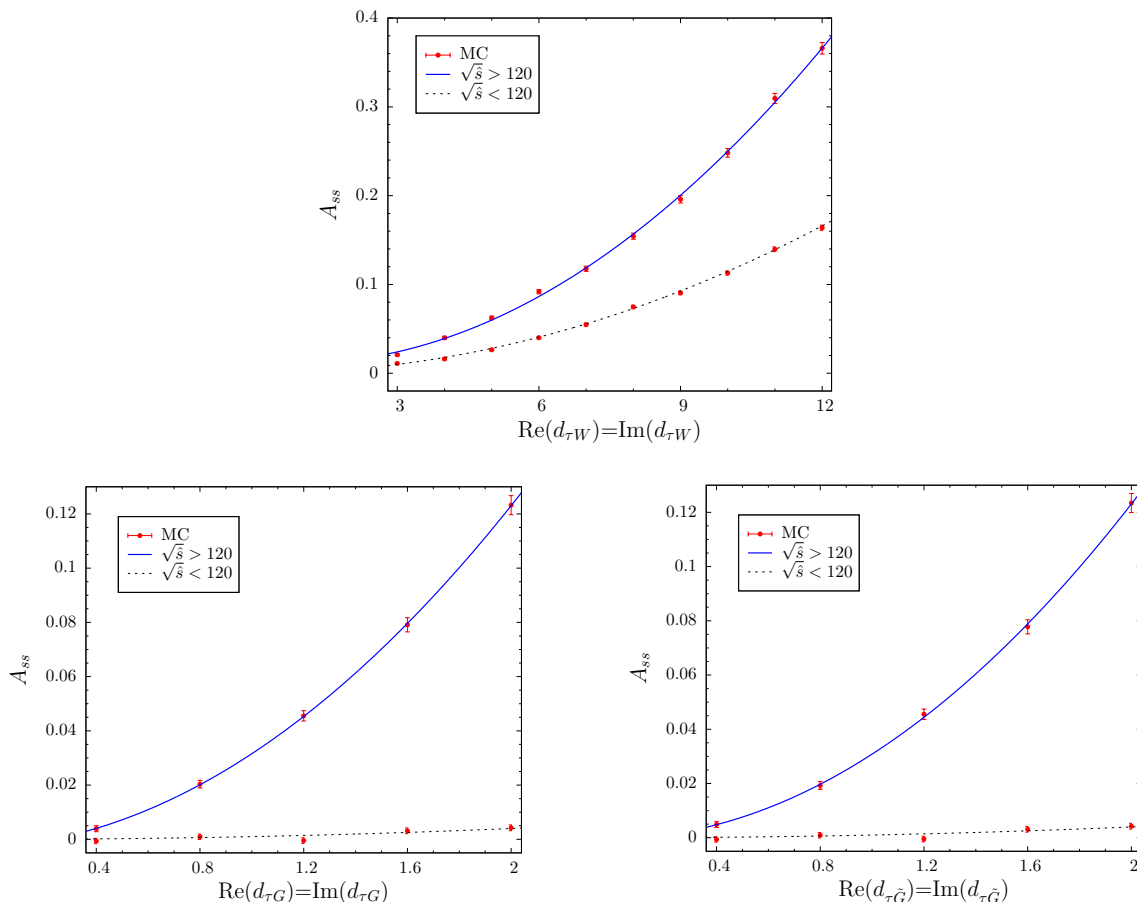 0.4
0.3
0.2
0.1
0
A_{ss}
MC
√ŝ > 120
√ŝ < 120
3 6 9 12
Re(d_{τW})=Im(d_{τW})
0.12
0.1
0.08
0.06
0.04
0.02
0
A_{ss}
MC
√ŝ > 120
√ŝ < 120
0.4 0.8 1.2 1.6 2
Re(d_{τG})=Im(d_{τG})
0.12
0.1
0.08
0.06
0.04
0.02
0
A_{ss}
MC
√ŝ > 120
√ŝ < 120
0.4 0.8 1.2 1.6 2
Re(d_{τG̃})=Im(d_{τG̃})